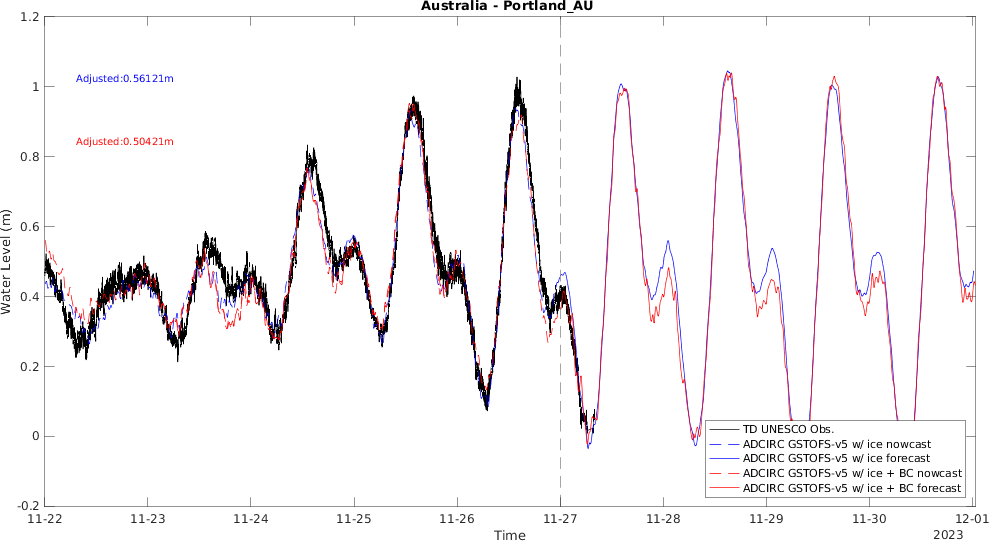 Australia - Portland_AU
1.2
1
0.8
0.6
0.4
0.2
0
-0.2
Water Level (m)
Adjusted:0.56121m
Adjusted:0.50421m
TD UNESCO Obs.
ADCIRC GSTOFS-v5 w/ ice nowcast
ADCIRC GSTOFS-v5 w/ ice forecast
ADCIRC GSTOFS-v5 w/ ice + BC nowcast
ADCIRC GSTOFS-v5 w/ ice + BC forecast
11-22 11-23 11-24 11-25 11-26 11-27 11-28 11-29 11-30 12-01
Time
2023